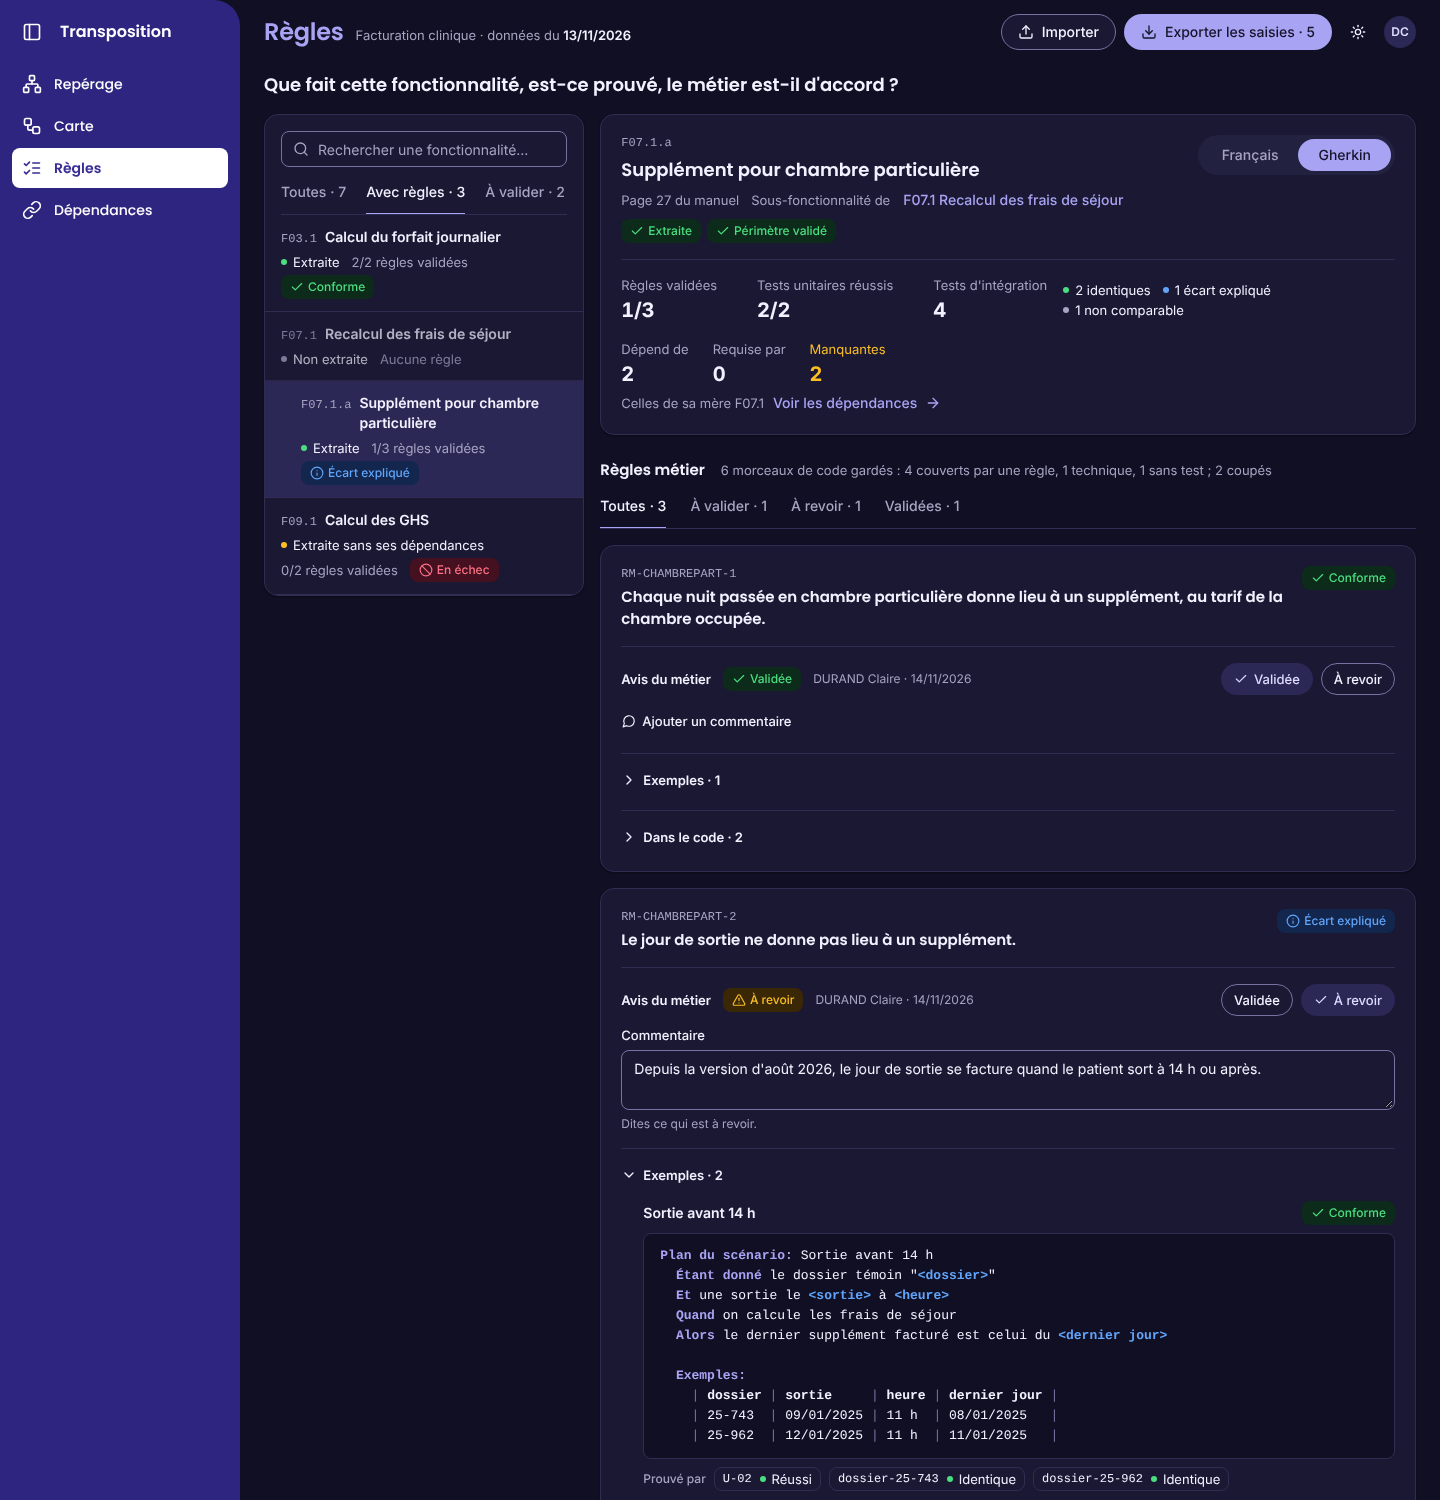 Transposition
Repérage
Carte
Règles
Dépendances
Règles Facturation clinique · données du 13/11/2026
Importer
Exporter les saisies · 5
DC
Que fait cette fonctionnalité, est-ce prouvé, le métier est-il d'accord ?
Rechercher une fonctionnalité...
Toutes · 7 Avec règles · 3 À valider · 2
F03.1 Calcul du forfait journalier
Extraite 2/2 règles validées
Conforme
F07.1 Recalcul des frais de séjour
Non extraite Aucune règle
F07.1.a Supplément pour chambre
particulière
Extraite 1/3 règles validées
Écart expliqué
F09.1 Calcul des GHS
Extraite sans ses dépendances
0/2 règles validées En échec
F07.1.a
Supplément pour chambre particulière
Français Gherkin
Page 27 du manuel Sous-fonctionnalité de F07.1 Recalcul des frais de séjour
Extraite Périmètre validé
Règles validées
1/3
Tests unitaires réussis
2/2
Tests d'intégration
4
2 identiques 1 écart expliqué
1 non comparable
Dépend de
2
Requise par
0
Manquantes
2
Celles de sa mère F07.1 Voir les dépendances
Règles métier 6 morceaux de code gardés : 4 couverts par une règle, 1 technique, 1 sans test ; 2 coupés
Toutes · 3 À valider · 1 À revoir · 1 Validées · 1
RM-CHAMBREPART-1
Conforme
Chaque nuit passée en chambre particulière donne lieu à un supplément, au tarif de la
chambre occupée.
Avis du métier Validée DURAND Claire · 14/11/2026 Validée À revoir
Ajouter un commentaire
Exemples · 1
Dans le code · 2
RM-CHAMBREPART-2
Écart expliqué
Le jour de sortie ne donne pas lieu à un supplément.
Avis du métier À revoir DURAND Claire · 14/11/2026 Validée À revoir
Commentaire
Depuis la version d'août 2026, le jour de sortie se facture quand le patient sort à 14 h ou après.
Dites ce qui est à revoir.
Exemples · 2
Sortie avant 14 h Conforme
Plan du scénario: Sortie avant 14 h
Étant donné le dossier témoin "<dossier>"
Et une sortie le <sortie> à <heure>
Quand on calcule les frais de séjour
Alors le dernier supplément facturé est celui du <dernier jour>
Exemples:
| dossier | sortie | heure | dernier jour |
| 25-743 | 09/01/2025 | 11 h | 08/01/2025 |
| 25-962 | 12/01/2025 | 11 h | 11/01/2025 |
Prouvé par U-02 Réussi dossier-25-743 Identique dossier-25-962 Identique